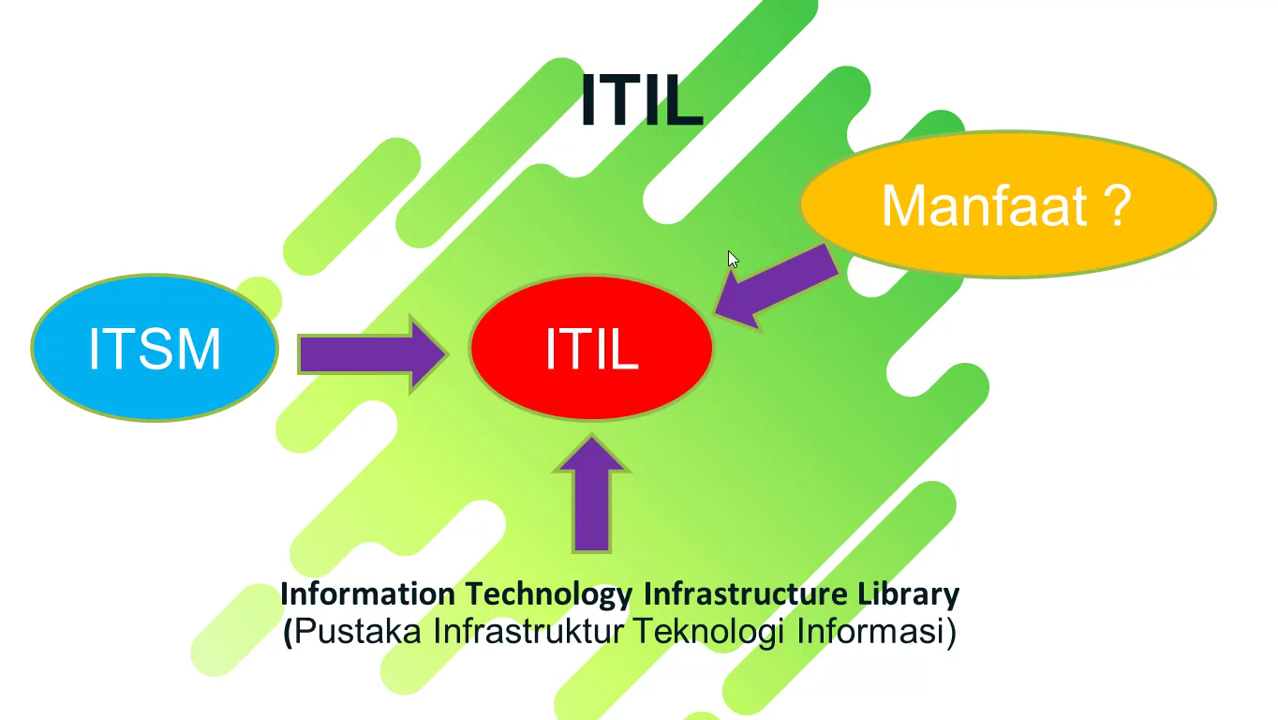 ITIL
Manfaat ?
ITSM
ITIL
Information Technology Infrastructure Library
(Pustaka Infrastruktur Teknologi Informasi)